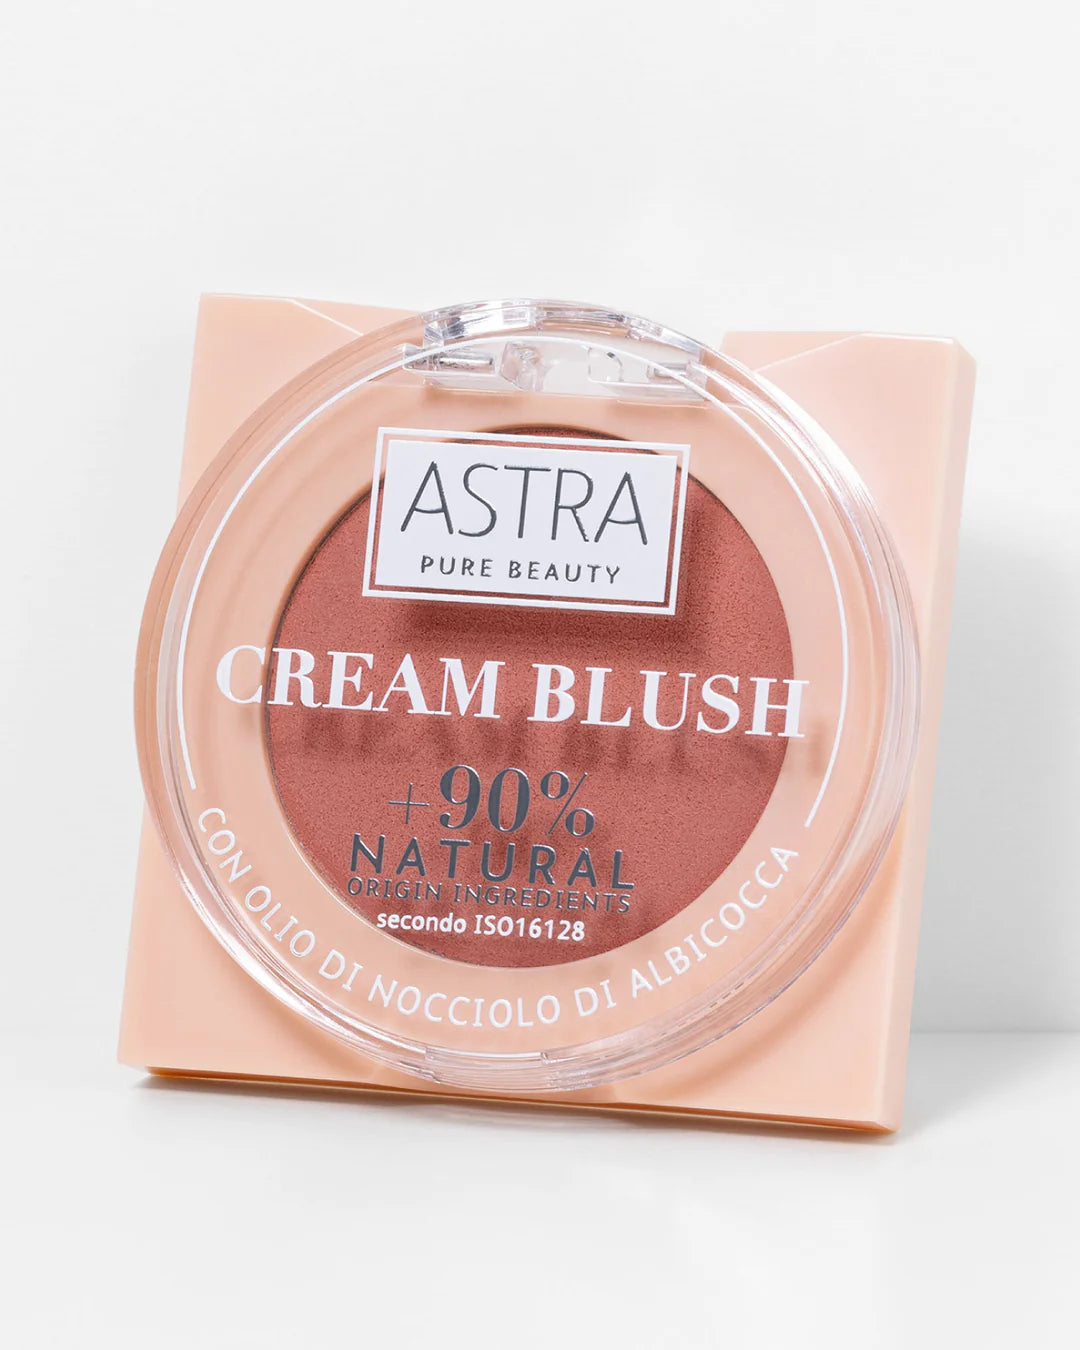 ASTRA
PURE BEAUTY
CREAM BLUSH
+90%
NATURAL
ORIGIN INGREDIENTS
secondo ISO16128
CON OLIO DI NOCCIOLO DI ALBICOCCA